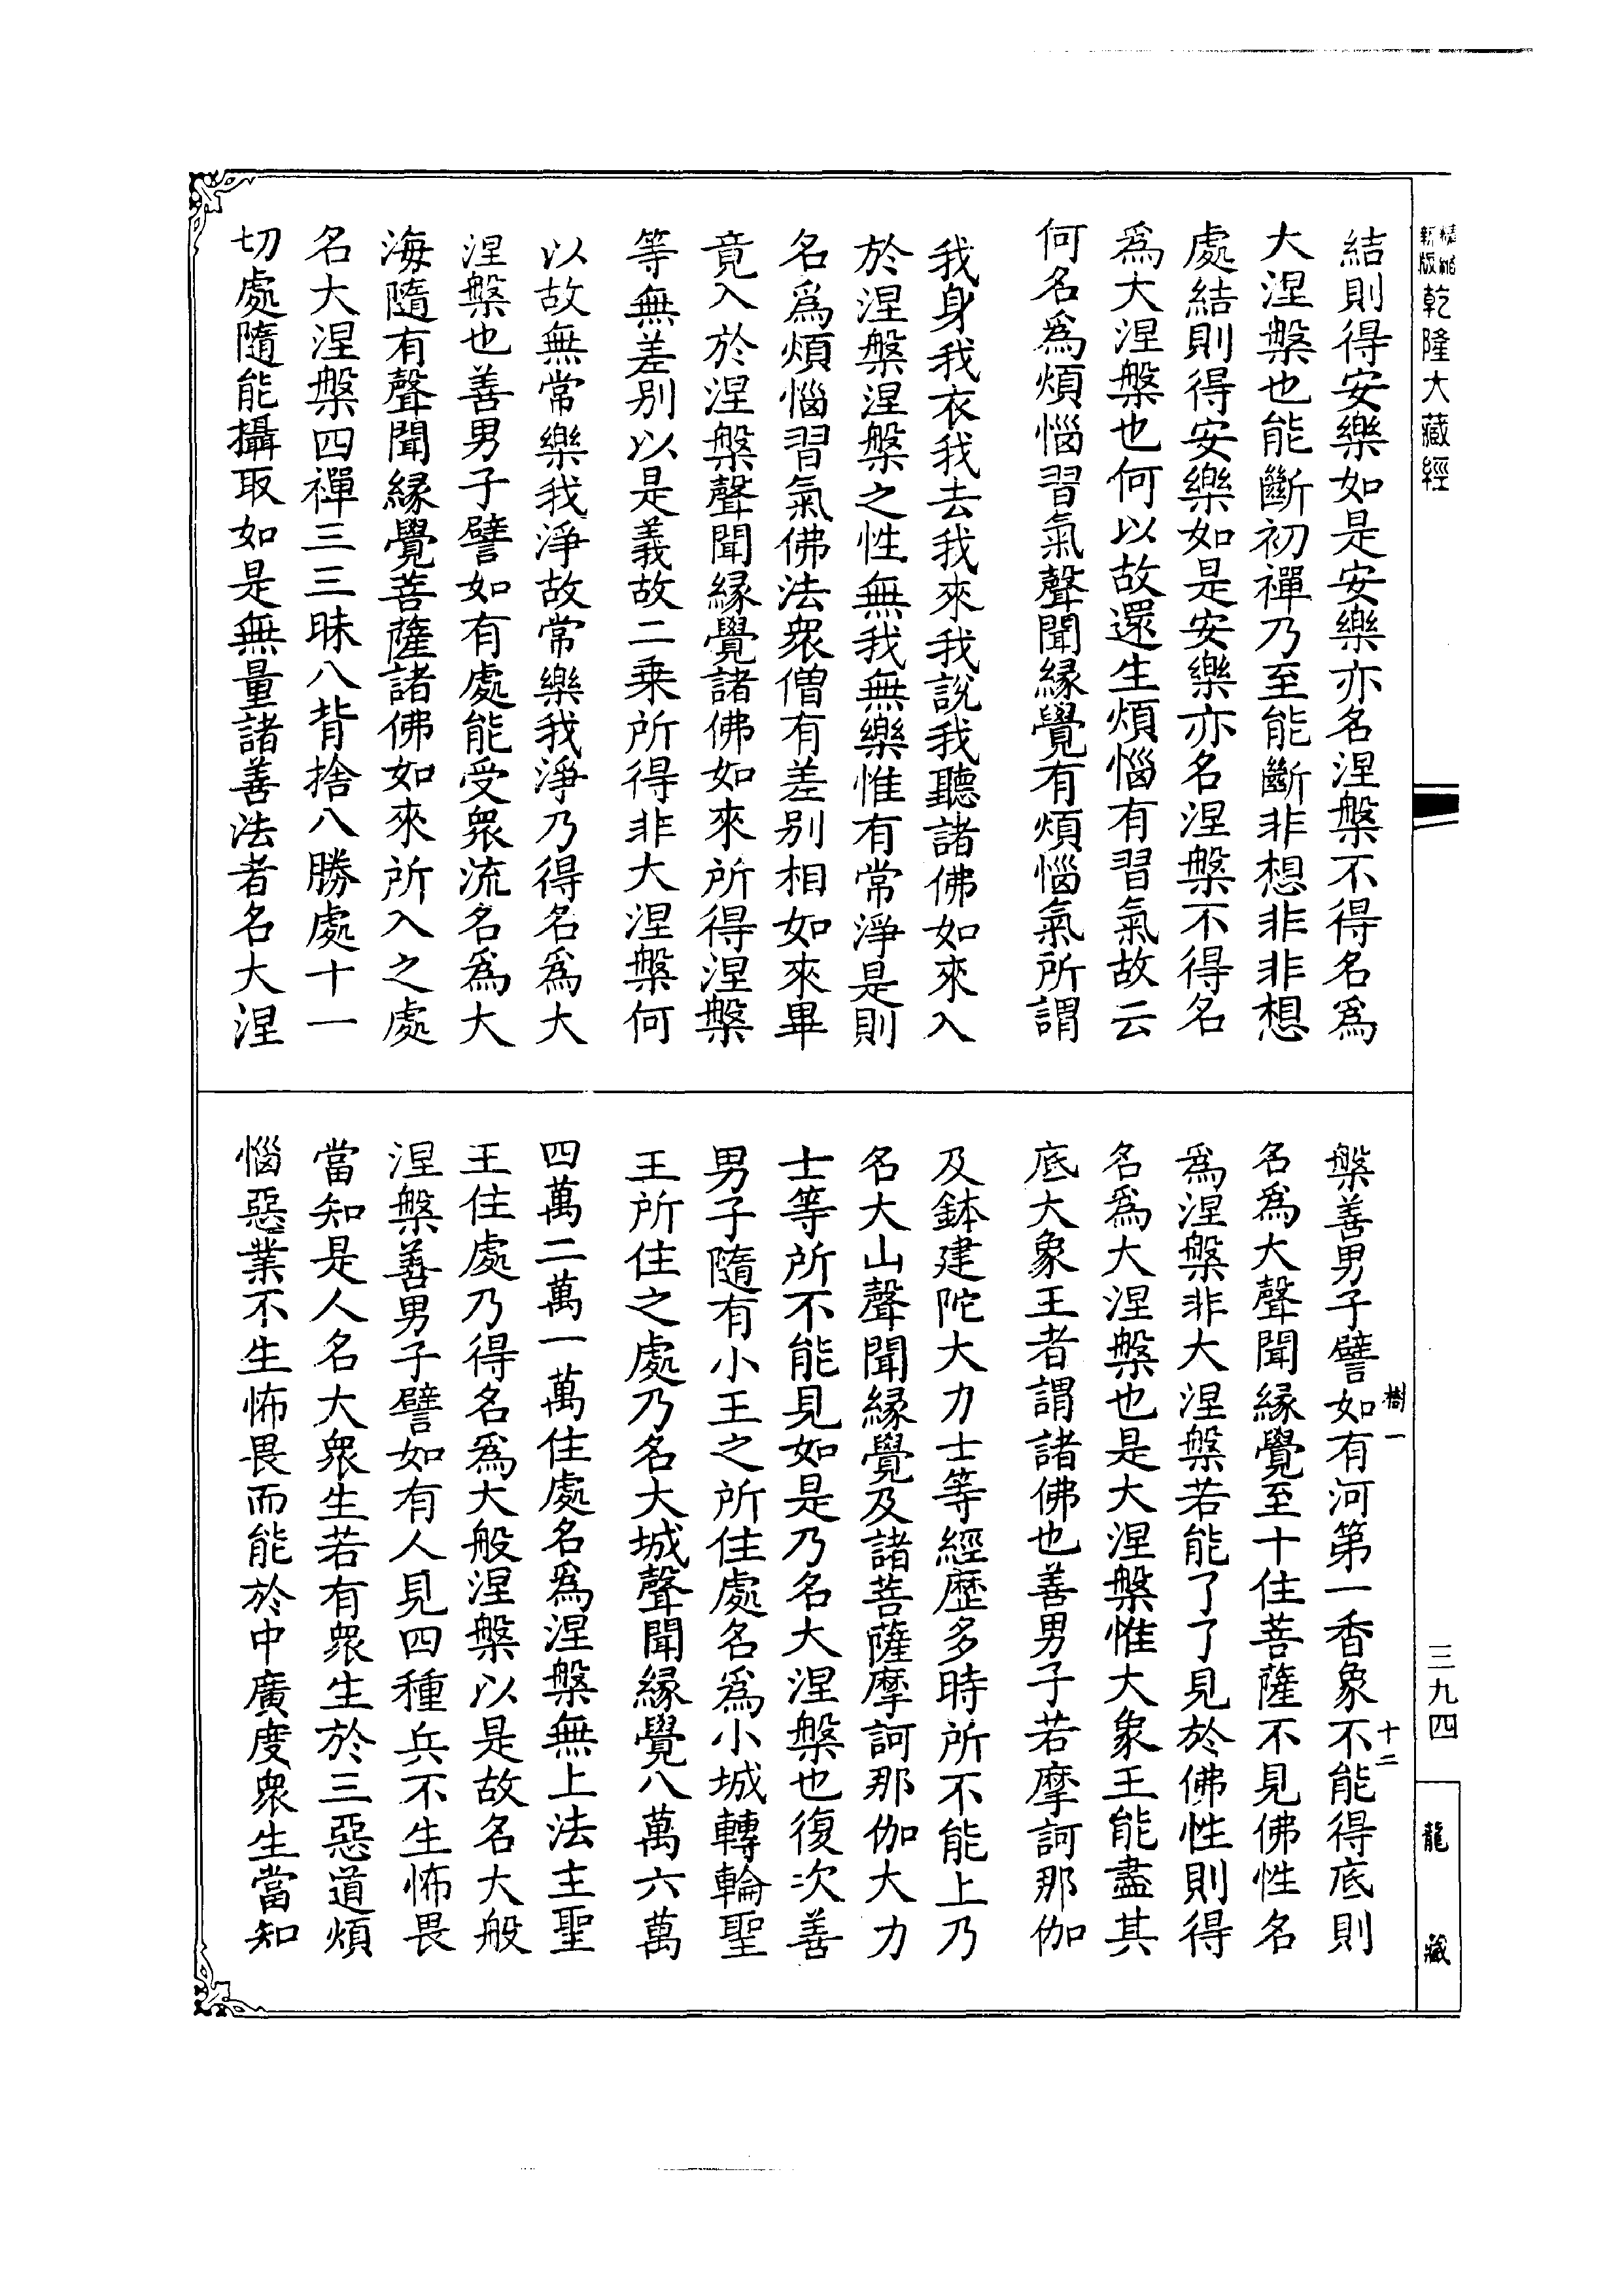 精縮
新版
乾隆大藏經
結則得安樂如是安樂亦名涅槃不得名爲
大涅槃也能斷初禪乃至能斷非想非非想
處結則得安樂如是安樂亦名涅槃不得名
爲大涅槃也何以故還生煩惱有習氣故云
何名爲煩惱習氣聲聞緣覺有煩惱氣所謂
我身我衣我去我來我說我聽諸佛如來入
於涅槃涅槃之性無我無樂惟有常淨是則
名爲煩惱習氣佛法衆僧有差別相如來畢
竟入於涅槃聲聞緣覺諸佛如來所得涅槃
等無差別以是義故二乘所得非大涅槃何
以故無常樂我淨故常樂我淨乃得名爲大
涅槃也善男子譬如有處能受衆流名爲大
海隨有聲聞緣覺菩薩諸佛如來所入之處
名大涅槃四禪三三昧八背捨八勝處十一
切處隨能攝取如是無量諸善法者名大涅
槃善男子譬如有河第一香象不能得底則
名爲大聲聞緣覺至十住菩薩不見佛性名
爲涅槃非大涅槃若能了了見於佛性則得
名爲大涅槃也是大涅槃惟大象王能盡其
底大象王者謂諸佛也善男子若摩訶那伽
及鉢建陀大力士等經歷多時所不能上乃
名大山聲聞緣覺及諸菩薩摩訶那伽大力
士等所不能見如是乃名大涅槃也復次善
男子隨有小王之所住處名爲小城轉輪聖
王所住之處乃名大城聲聞緣覺八萬六萬
四萬二萬一萬住處名爲涅槃無上法主聖
王住處乃得名爲大般涅槃以是故名大般
涅槃善男子譬如有人見四種兵不生怖畏
當知是人名大衆生若有衆生於三惡道煩
惱惡業不生怖畏而能於中廣度衆生當知
樹一
十二
三九四
龍藏